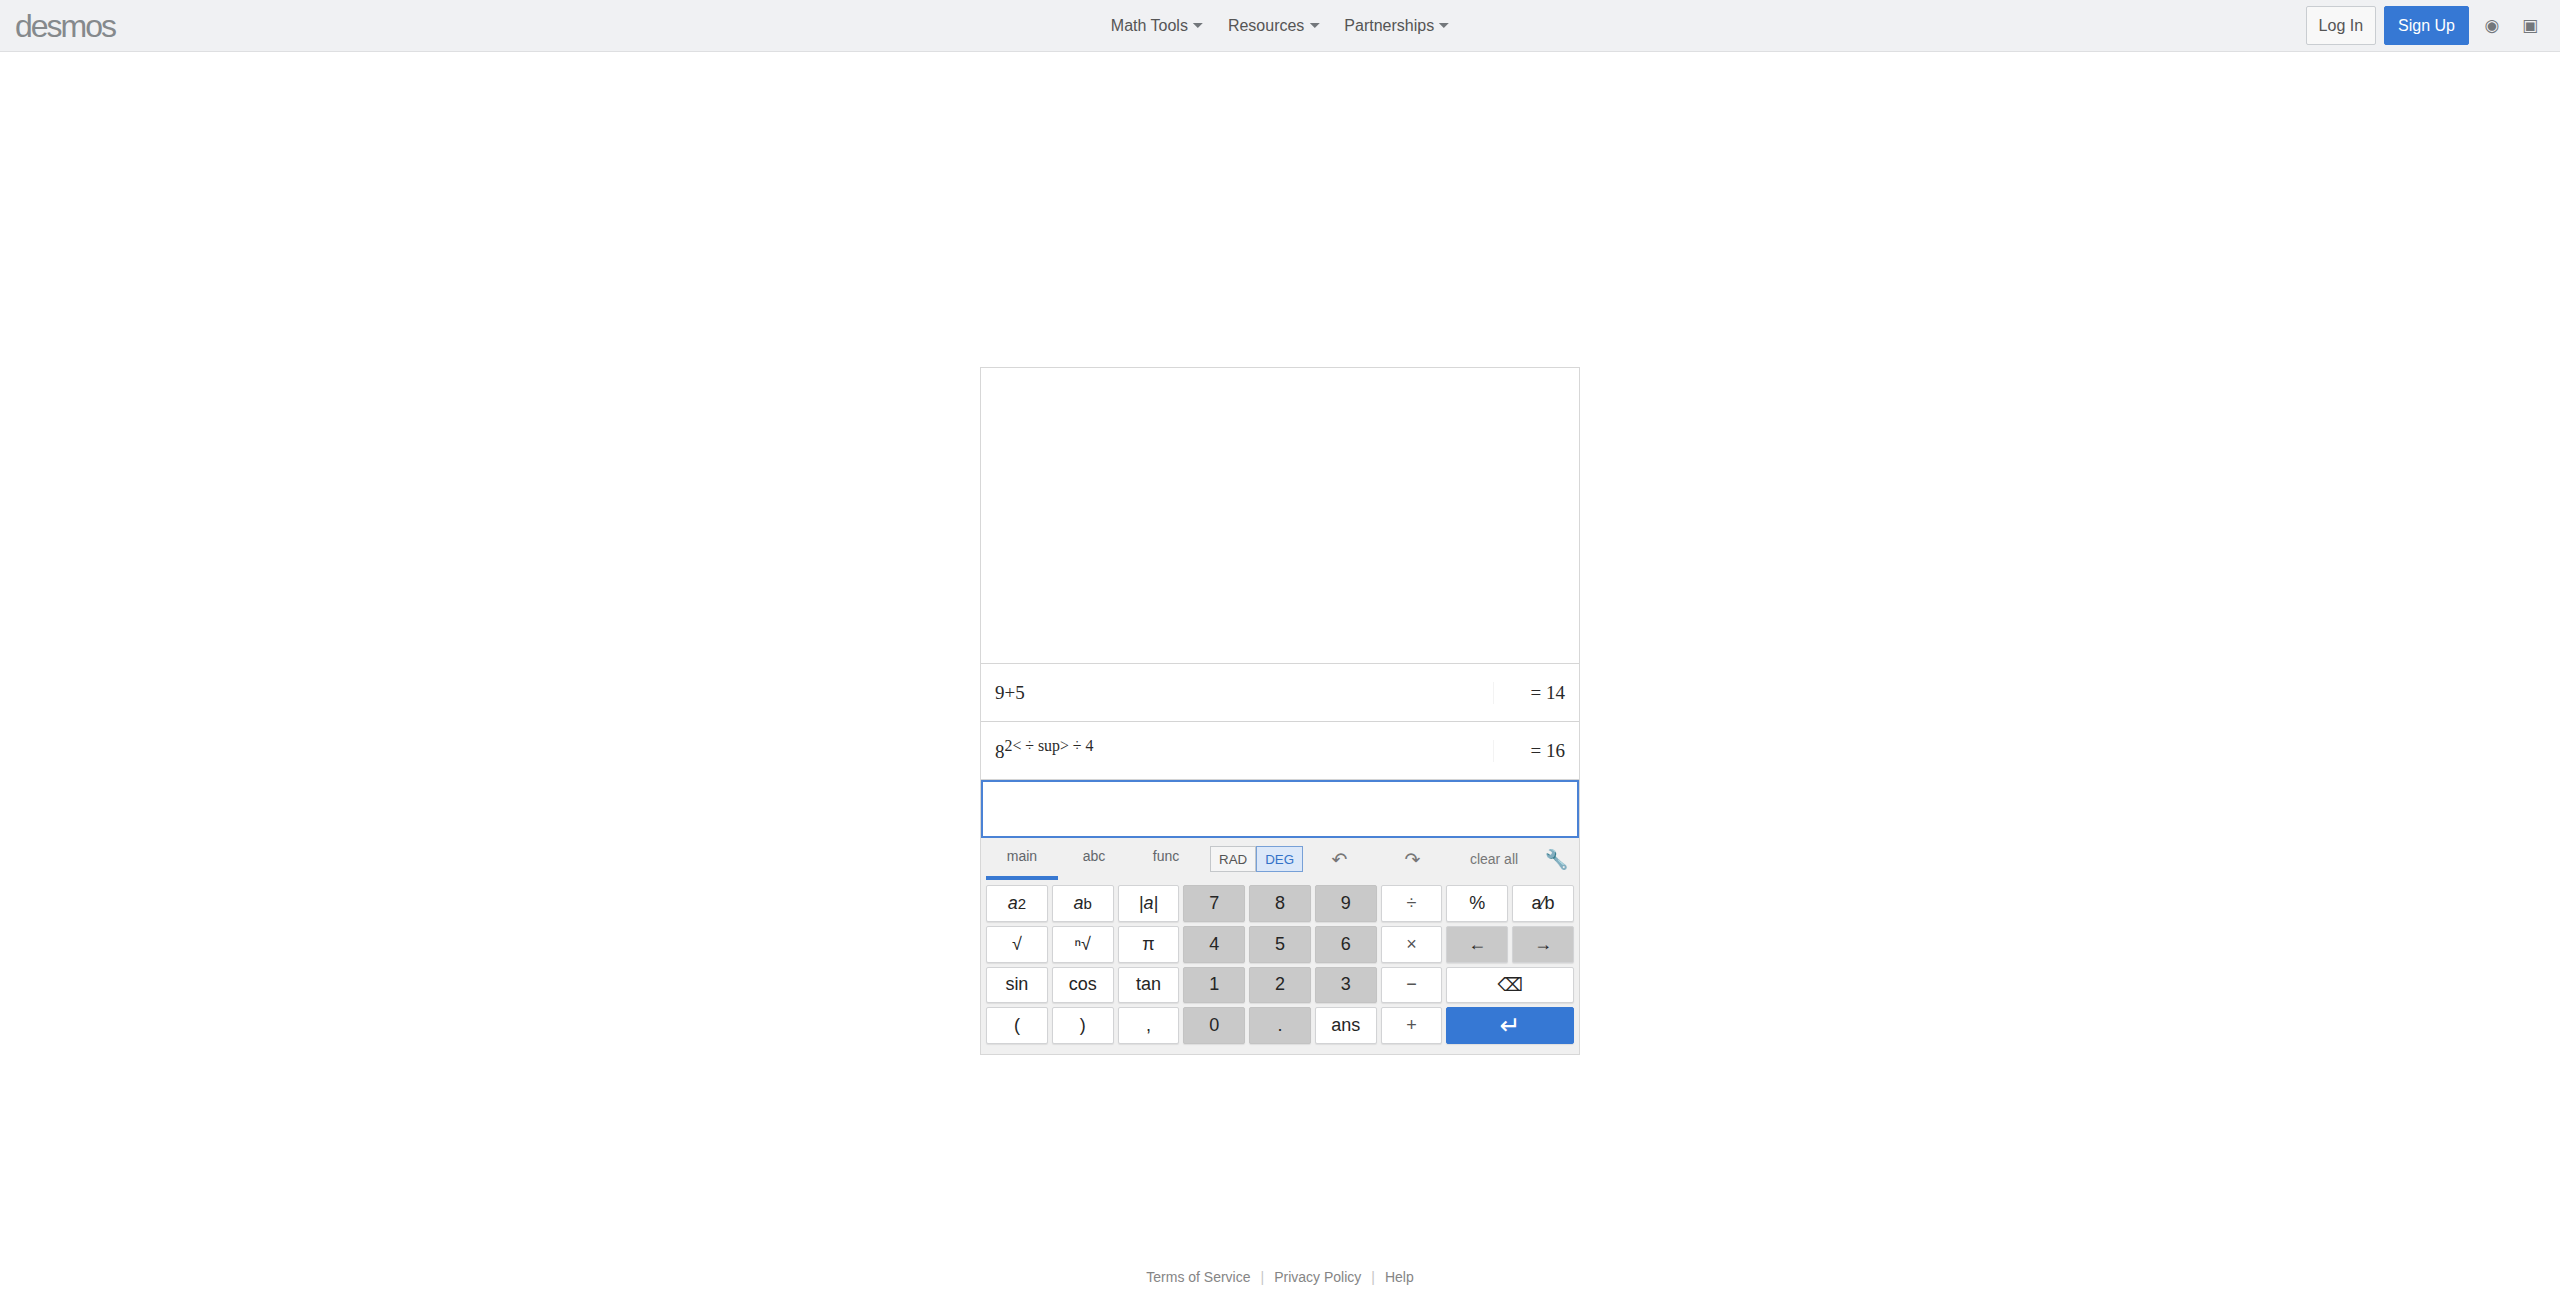 desmos
Math Tools Resources Partnerships
Log In Sign Up
9+5 = 14
8^2< ÷ sup> ÷ 4 = 16
main abc func RAD DEG ↶ ↷ clear all
a2 ab |a| 7 8 9 ÷ % a⁄b
√ ⁿ√ π 4 5 6 × ← →
sin cos tan 1 2 3 − ⌫
( ) , 0 . ans + ↵
Terms of Service | Privacy Policy | Help